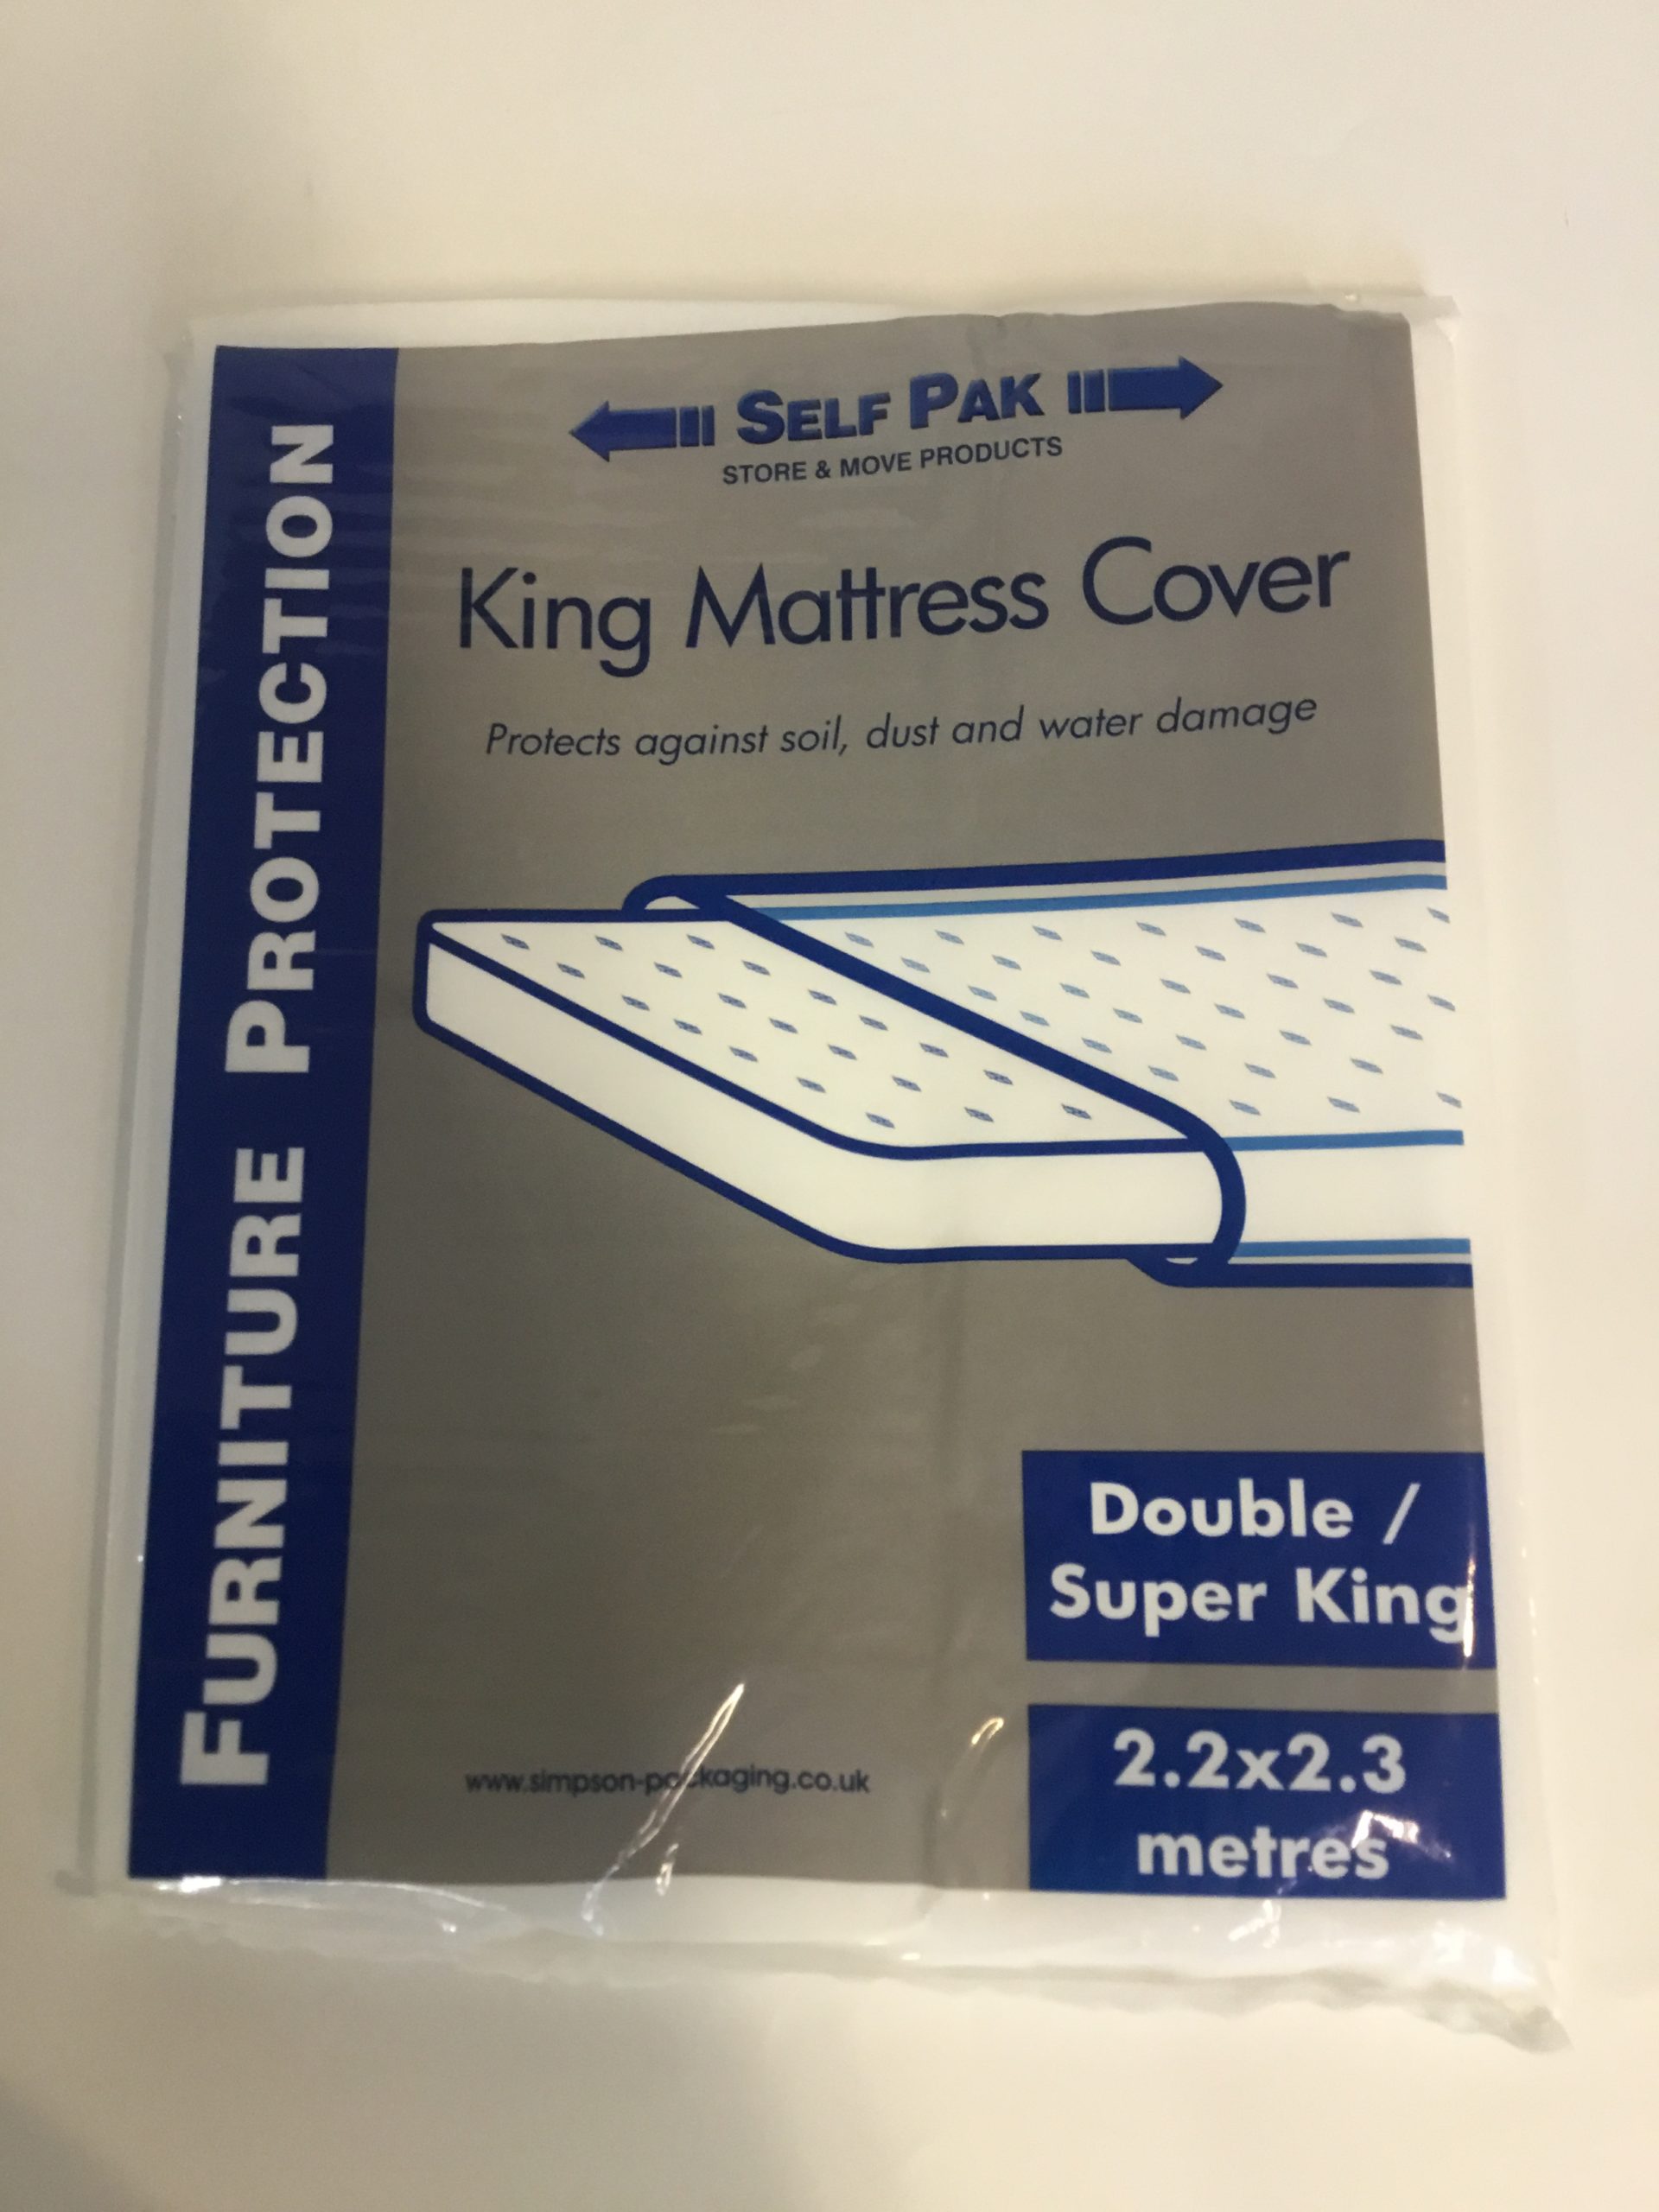 FURNITURE PROTECTION
SELF PAK
STORE & MOVE PRODUCTS
King Mattress Cover
Protects against soil, dust and water damage
Double /
Super King
2.2x2.3
metres
www.simpson-packaging.co.uk